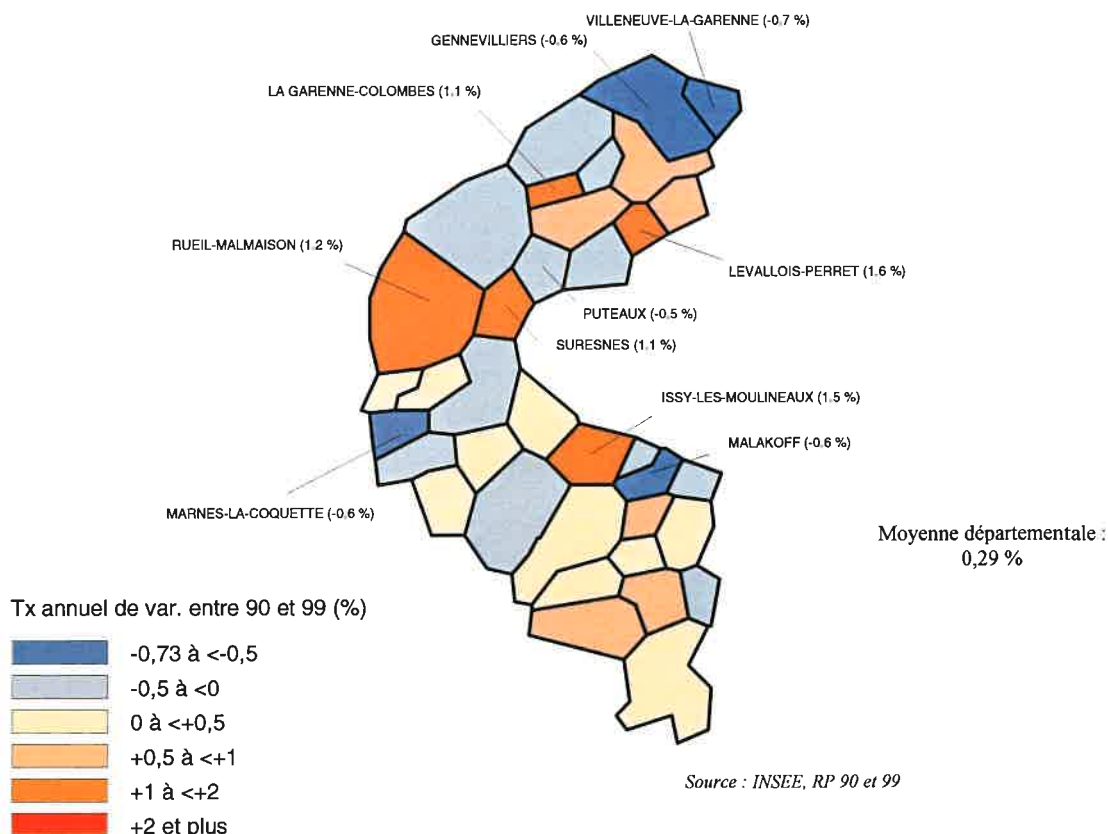 VILLENEUVE-LA-GARENNE (-0.7 %)
GENNEVILLIERS (-0.6 %)
LA GARENNE-COLOMBES (1.1 %)
RUEIL-MALMAISON (1.2 %)
LEVALLOIS-PERRET (1.6 %)
PUTEAUX (-0.5 %)
SURESNES (1.1 %)
ISSY-LES-MOULINEAUX (1.5 %)
MALAKOFF (-0.6 %)
MARNES-LA-COQUETTE (-0.6 %)
Moyenne départementale :
0,29 %
Tx annuel de var. entre 90 et 99 (%)
-0,73 à <-0,5
-0,5 à <0
0 à <+0,5
+0,5 à <+1
+1 à <+2
+2 et plus
Source : INSEE, RP 90 et 99